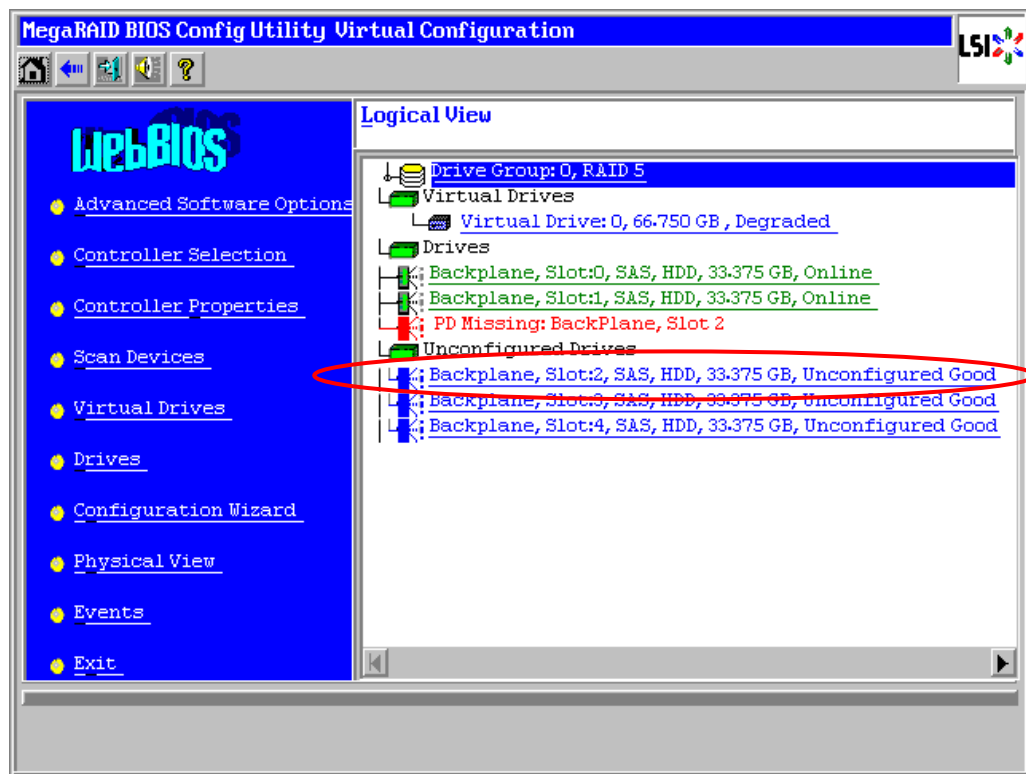 MegaRAID BIOS Config Utility Virtual Configuration
LSI
WebBIOS
Advanced Software Options
Controller Selection
Controller Properties
Scan Devices
Virtual Drives
Drives
Configuration Wizard
Physical View
Events
Exit
Logical View
Drive Group: 0, RAID 5
Virtual Drives
Virtual Drive: 0, 66.750 GB , Degraded
Drives
Backplane, Slot:0, SAS, HDD, 33.375 GB, Online
Backplane, Slot:1, SAS, HDD, 33.375 GB, Online
PD Missing: BackPlane, Slot 2
Unconfigured Drives
Backplane, Slot:2, SAS, HDD, 33.375 GB, Unconfigured Good
Backplane, Slot:3, SAS, HDD, 33.375 GB, Unconfigured Good
Backplane, Slot:4, SAS, HDD, 33.375 GB, Unconfigured Good